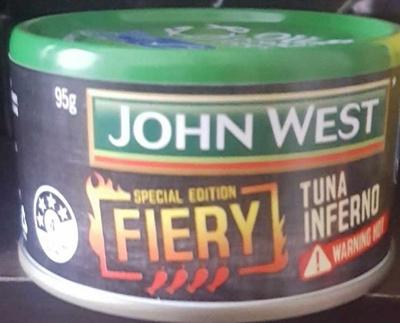 95g
JOHN WEST
SPECIAL EDITION
FIERY
TUNA
INFERNO
WARNING HOT